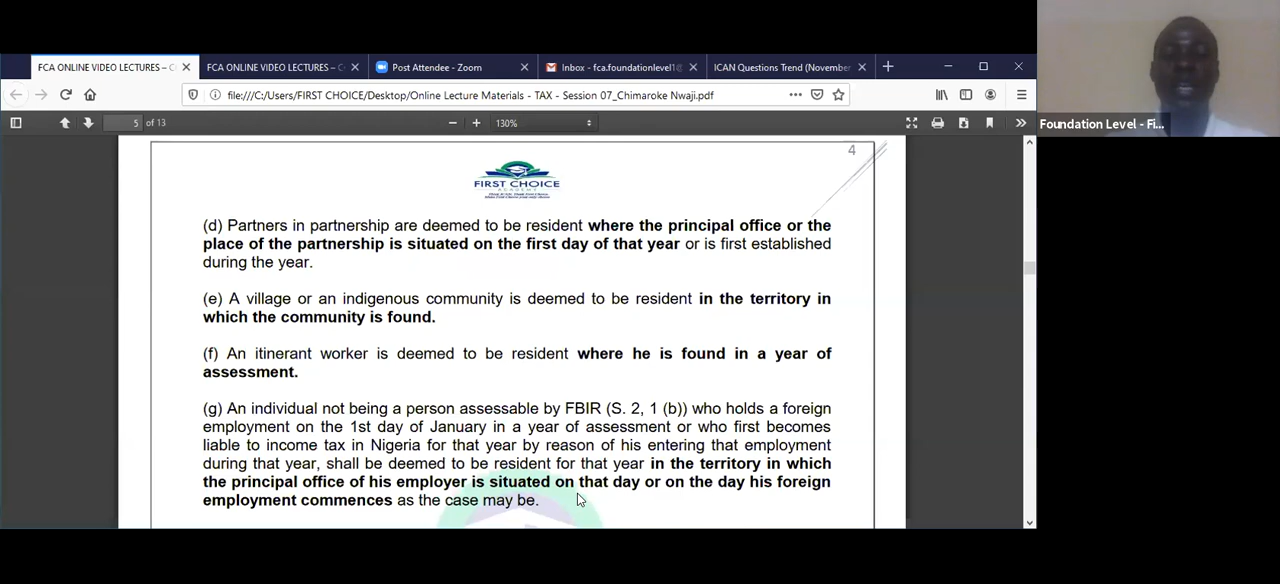 FCA ONLINE VIDEO LECTURES – C
FCA ONLINE VIDEO LECTURES – C
Post Attendee - Zoom
Inbox - fca.foundationlevel1@
ICAN Questions Trend (November
file:///C:/Users/FIRST CHOICE/Desktop/Online Lecture Materials - TAX - Session 07_Chimaroke Nwaji.pdf
Foundation Level - Fi...
5 of 13
130%
4
FIRST CHOICE
ACADEMY
(d) Partners in partnership are deemed to be resident where the principal office or the
place of the partnership is situated on the first day of that year or is first established
during the year.
(e) A village or an indigenous community is deemed to be resident in the territory in
which the community is found.
(f) An itinerant worker is deemed to be resident where he is found in a year of
assessment.
(g) An individual not being a person assessable by FBIR (S. 2, 1 (b)) who holds a foreign
employment on the 1st day of January in a year of assessment or who first becomes
liable to income tax in Nigeria for that year by reason of his entering that employment
during that year, shall be deemed to be resident for that year in the territory in which
the principal office of his employer is situated on that day or on the day his foreign
employment commences as the case may be.